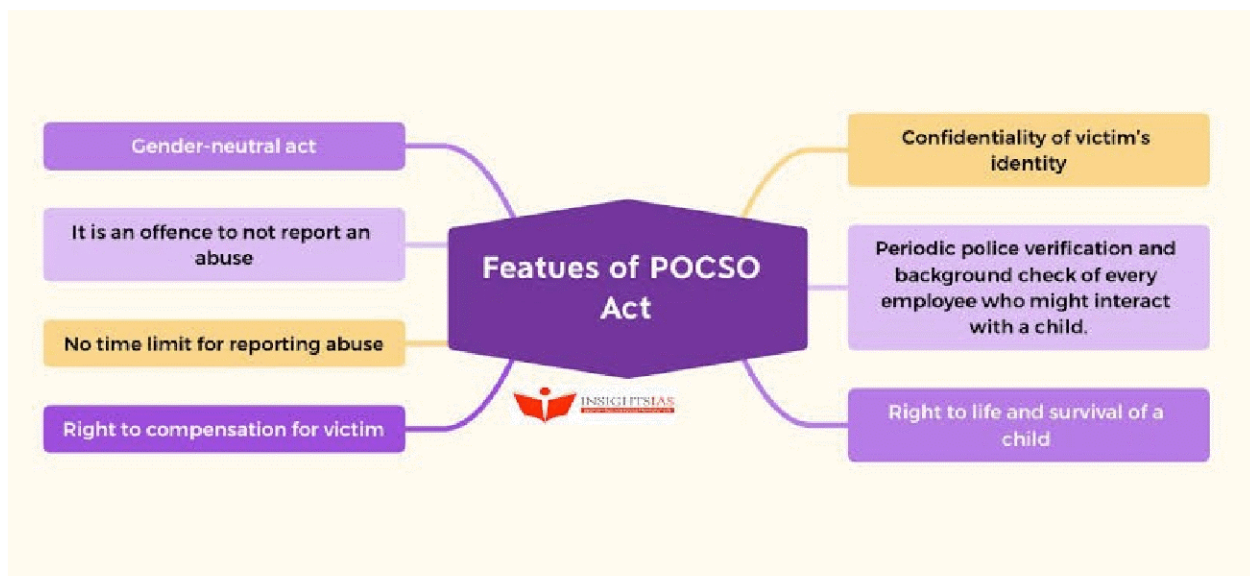 Gender-neutral act
It is an offence to not report an
abuse
No time limit for reporting abuse
Right to compensation for victim
Featues of POCSO
Act
INSIGHTSIAS
Confidentiality of victim's
identity
Periodic police verification and
background check of every
employee who might interact
with a child.
Right to life and survival of a
child